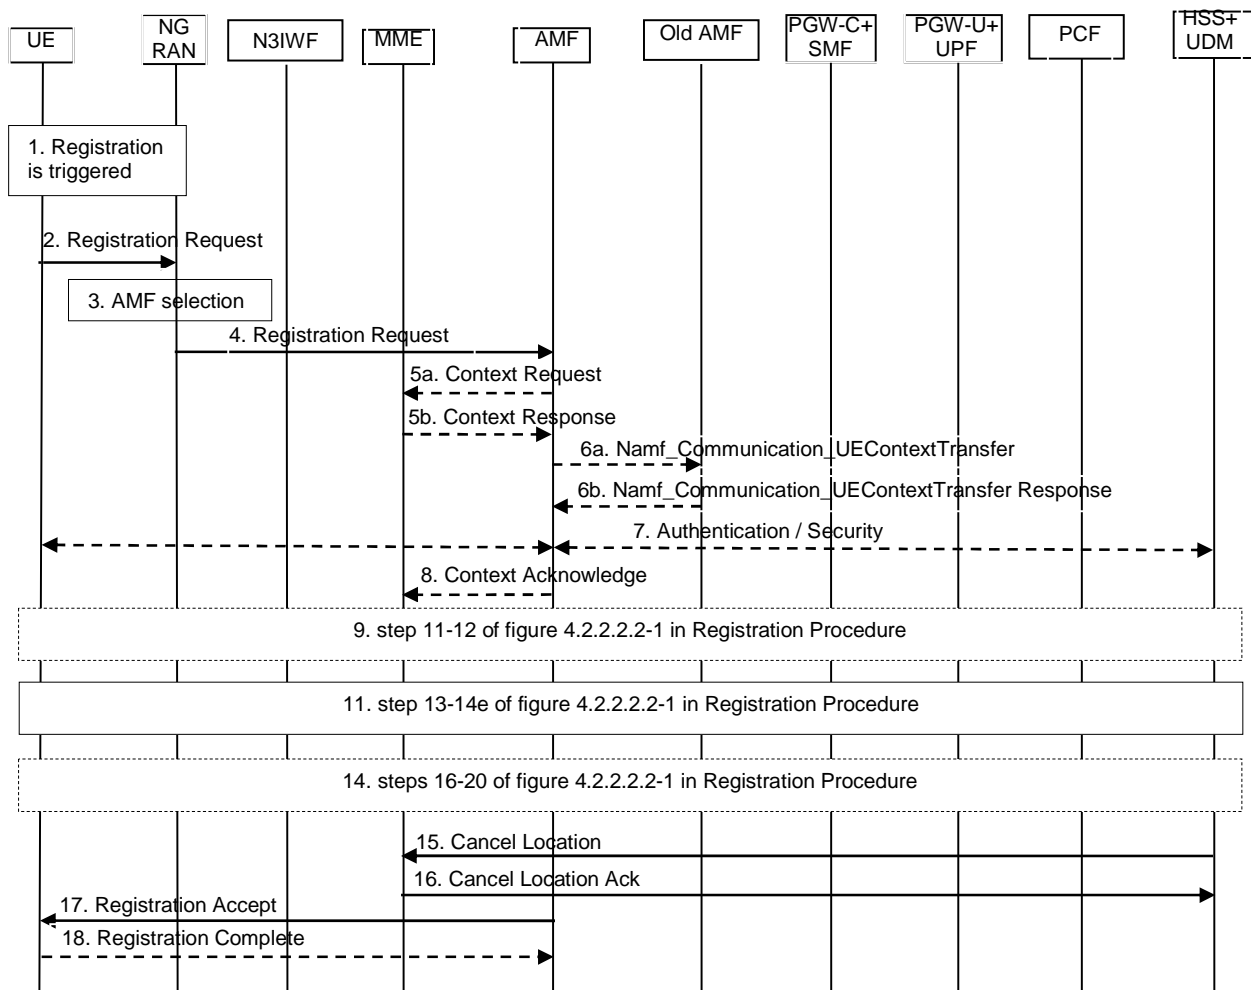 UE
NG
RAN
N3IWF
MME
AMF
Old AMF
PGW-C+
SMF
PGW-U+
UPF
PCF
HSS+
UDM
1. Registration
is triggered
2. Registration Request
3. AMF selection
4. Registration Request
5a. Context Request
5b. Context Response
6a. Namf_Communication_UEContextTransfer
6b. Namf_Communication_UEContextTransfer Response
7. Authentication / Security
8. Context Acknowledge
9. step 11-12 of figure 4.2.2.2.2-1 in Registration Procedure
11. step 13-14e of figure 4.2.2.2.2-1 in Registration Procedure
14. steps 16-20 of figure 4.2.2.2.2-1 in Registration Procedure
15. Cancel Location
16. Cancel Location Ack
17. Registration Accept
18. Registration Complete